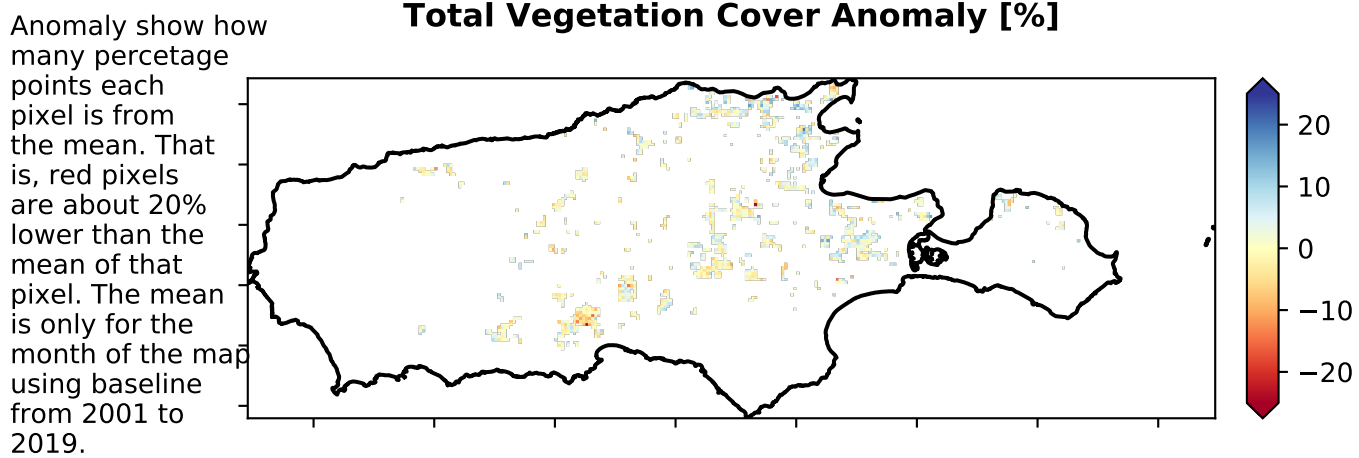 Total Vegetation Cover Anomaly [%]
Anomaly show how
many percetage
points each
pixel is from
the mean. That
is, red pixels
are about 20%
lower than the
mean of that
pixel. The mean
is only for the
month of the map
using baseline
from 2001 to
2019.
20
10
0
−10
−20